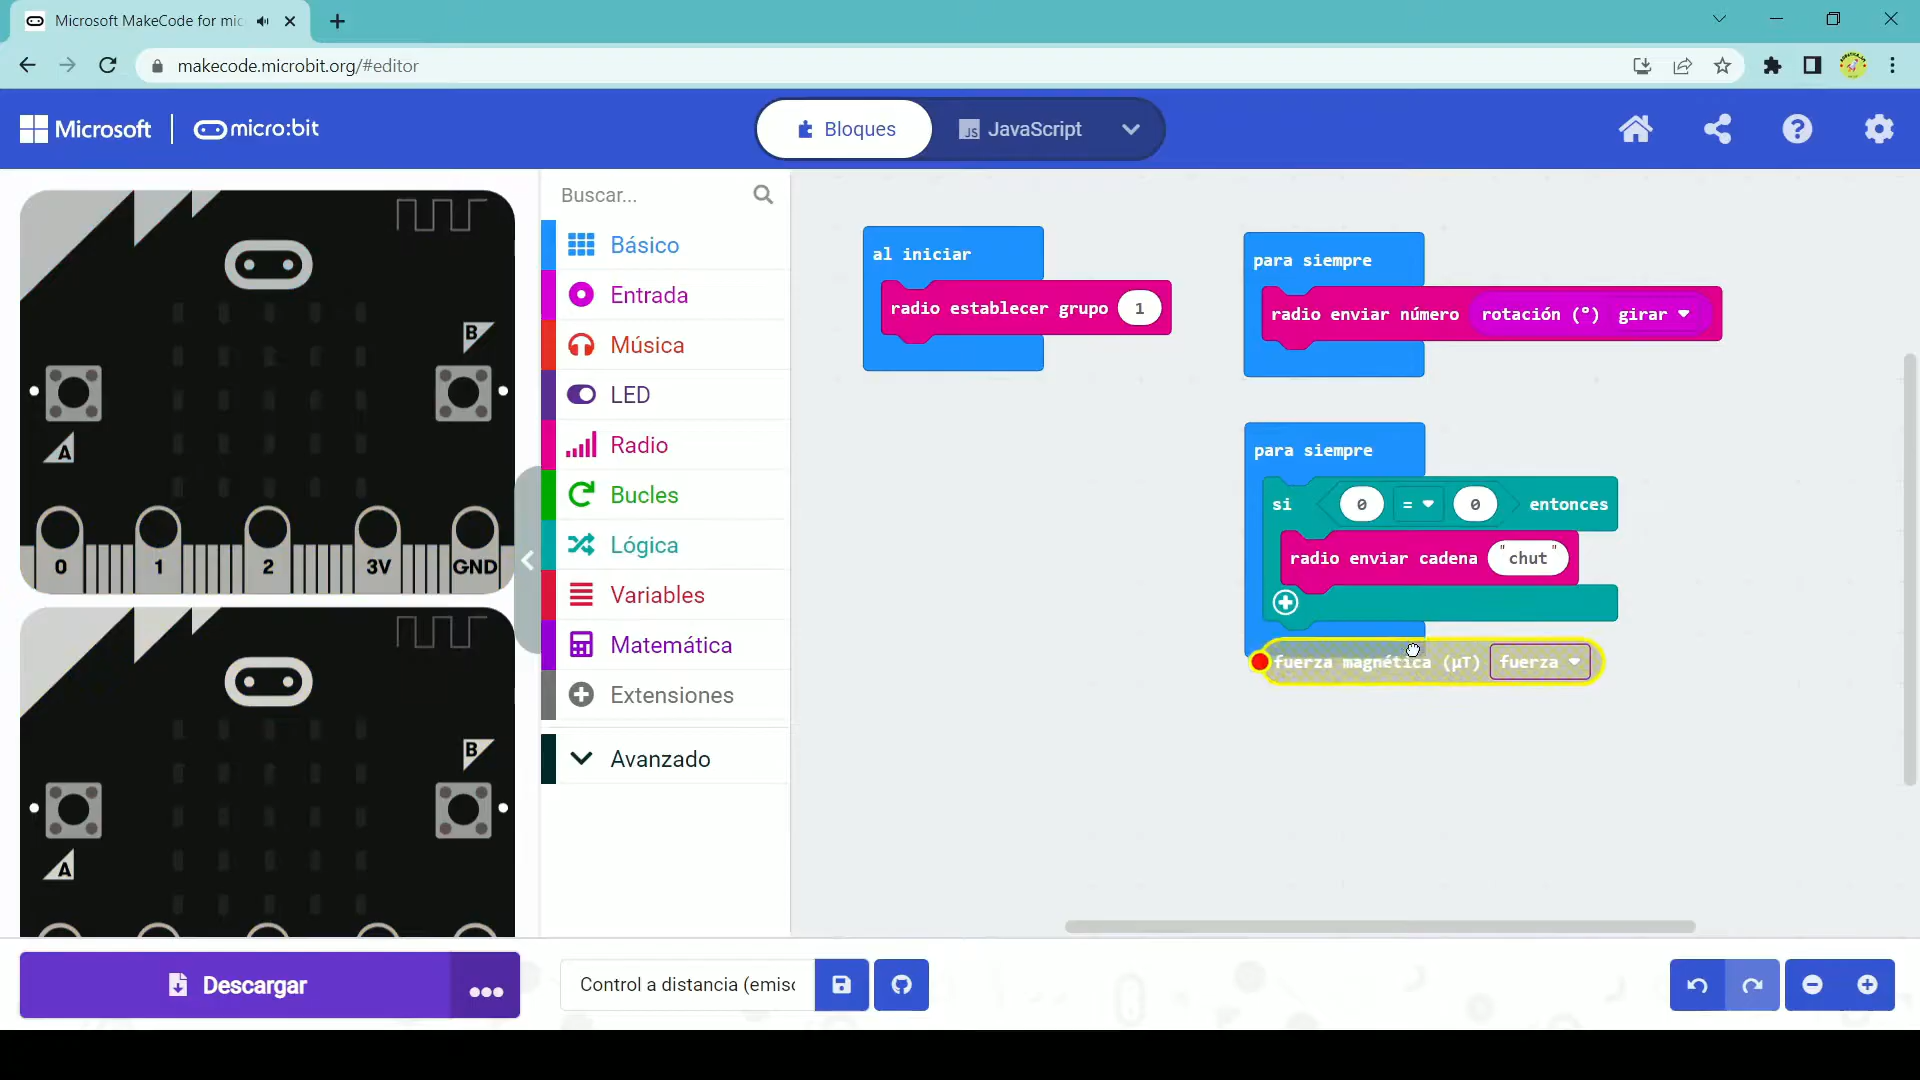 Microsoft MakeCode for mic
makecode.microbit.org/#editor
Microsoft
micro:bit
Bloques
JS
JavaScript
?
B
A
0
1
2
3V
GND
B
A
Buscar...
Básico
Entrada
Música
LED
Radio
Bucles
Lógica
Variables
Matemática
Extensiones
Avanzado
al iniciar
radio establecer grupo 1
para siempre
radio enviar número rotación (°) girar
para siempre
si 0 = 0 entonces
radio enviar cadena "chut"
fuerza magnética (µT) fuerza
Descargar
Control a distancia (emiso